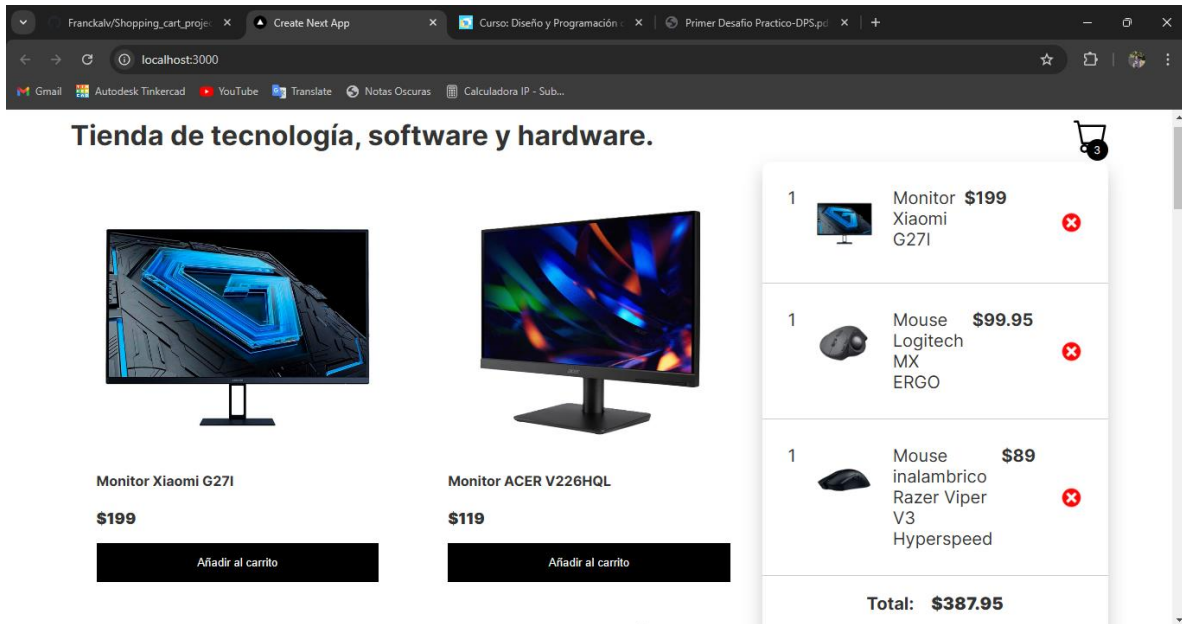 Franckalv/Shopping_cart_projec
Create Next App
Curso: Diseño y Programación
Primer Desafio Practico-DPS.pd
localhost:3000
Gmail
Autodesk Tinkercad
YouTube
Translate
Notas Oscuras
Calculadora IP - Sub...
Tienda de tecnología, software y hardware.
3
Monitor Xiaomi G27I
$199
Añadir al carrito
Monitor ACER V226HQL
$119
Añadir al carrito
1
Monitor
Xiaomi
G27I
$199
1
Mouse
Logitech
MX
ERGO
$99.95
1
Mouse
inalambrico
Razer Viper
V3
Hyperspeed
$89
Total: $387.95